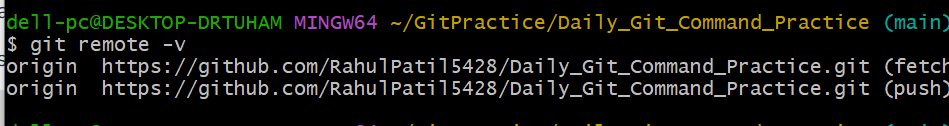 dell-pc@DESKTOP-DRTUHAM MINGW64 ~/GitPractice/Daily_Git_Command_Practice (main)
$ git remote -v
origin  https://github.com/RahulPatil5428/Daily_Git_Command_Practice.git (fetch
origin  https://github.com/RahulPatil5428/Daily_Git_Command_Practice.git (push)